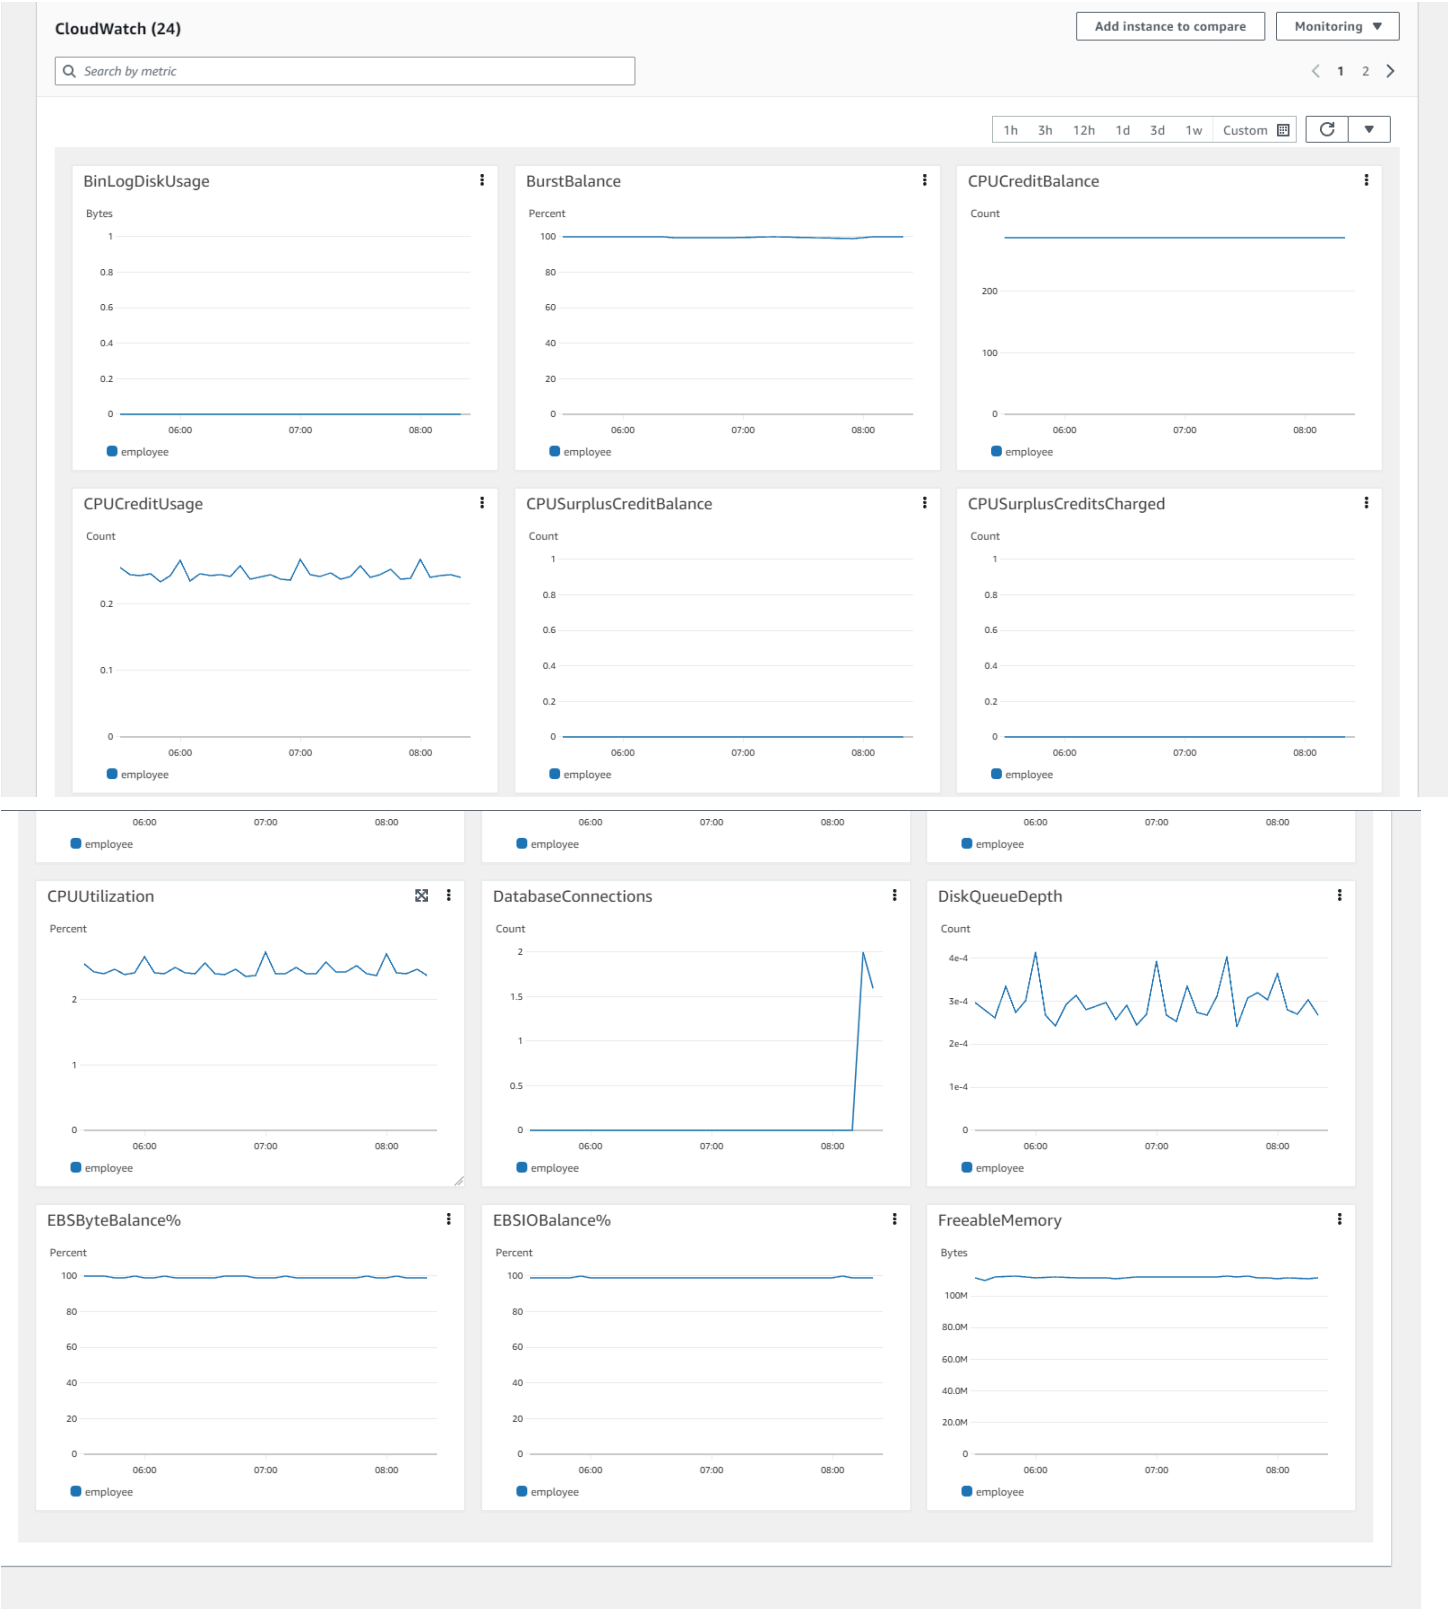 CloudWatch (24)
Add instance to compare
Monitoring
Search by metric
1 2
1h 3h 12h 1d 3d 1w Custom
BinLogDiskUsage
Bytes
1
0.8
0.6
0.4
0.2
0
06:00 07:00 08:00
employee
BurstBalance
Percent
100
80
60
40
20
0
06:00 07:00 08:00
employee
CPUCreditBalance
Count
200
100
0
06:00 07:00 08:00
employee
CPUCreditUsage
Count
0.2
0.1
0
06:00 07:00 08:00
employee
CPUSurplusCreditBalance
Count
1
0.8
0.6
0.4
0.2
0
06:00 07:00 08:00
employee
CPUSurplusCreditsCharged
Count
1
0.8
0.6
0.4
0.2
0
06:00 07:00 08:00
employee
06:00 07:00 08:00
employee
06:00 07:00 08:00
employee
06:00 07:00 08:00
employee
CPUUtilization
Percent
2
1
0
06:00 07:00 08:00
employee
DatabaseConnections
Count
2
1.5
1
0.5
0
06:00 07:00 08:00
employee
DiskQueueDepth
Count
4e-4
3e-4
2e-4
1e-4
0
06:00 07:00 08:00
employee
EBSByteBalance%
Percent
100
80
60
40
20
0
06:00 07:00 08:00
employee
EBSIOBalance%
Percent
100
80
60
40
20
0
06:00 07:00 08:00
employee
FreeableMemory
Bytes
100M
80.0M
60.0M
40.0M
20.0M
0
06:00 07:00 08:00
employee